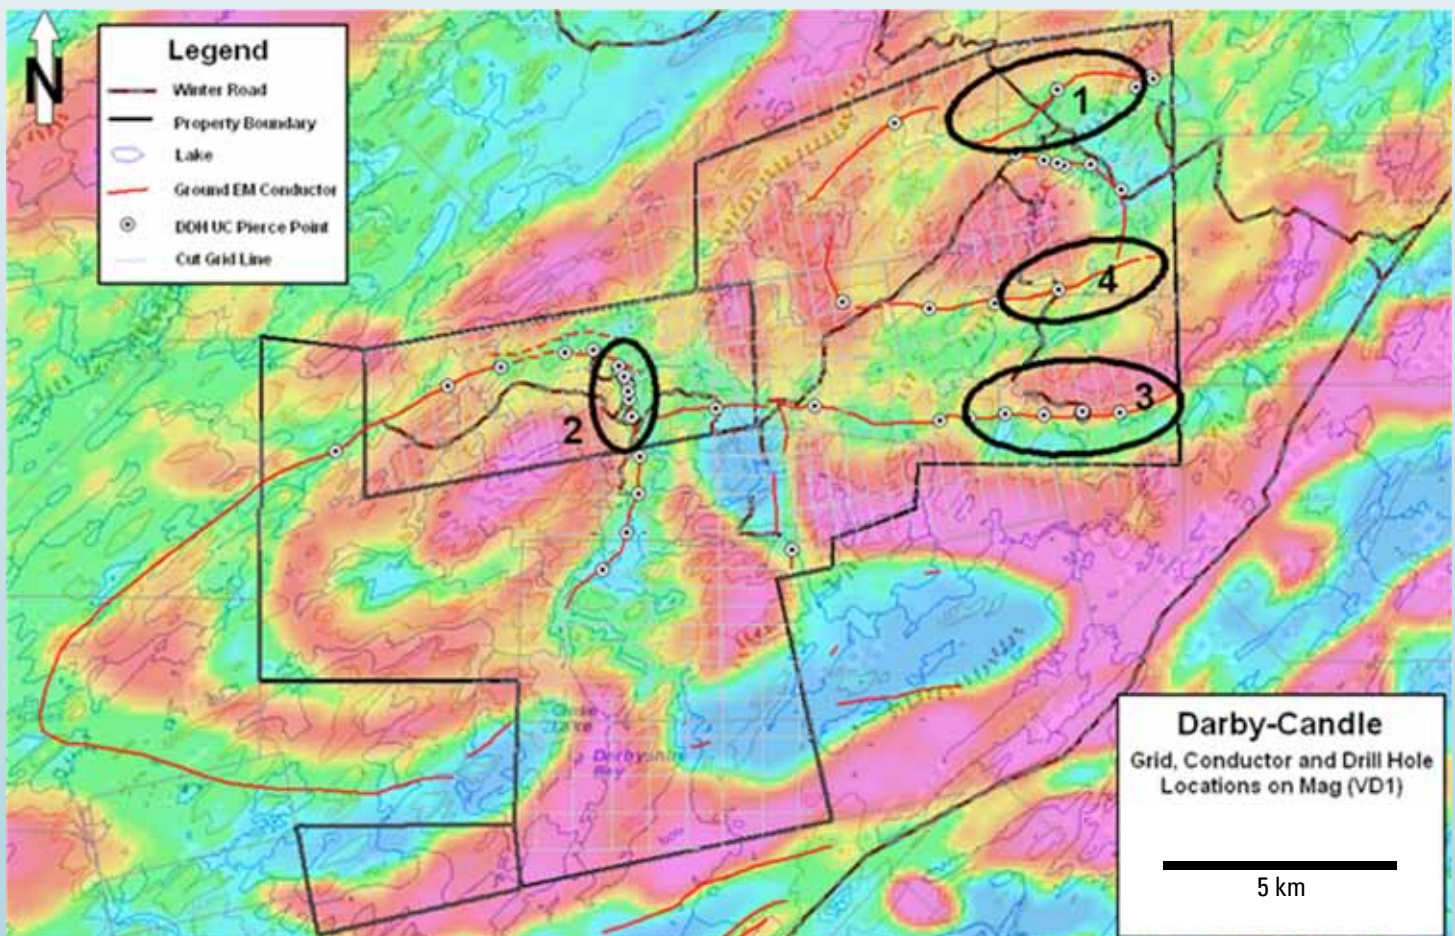 N
Legend
Winter Road
Property Boundary
Lake
Ground EM Conductor
DDH UC Pierce Point
Cut Grid Line
1
4
3
2
Darby-Candle
Grid, Conductor and Drill Hole
Locations on Mag (VD1)
5 km